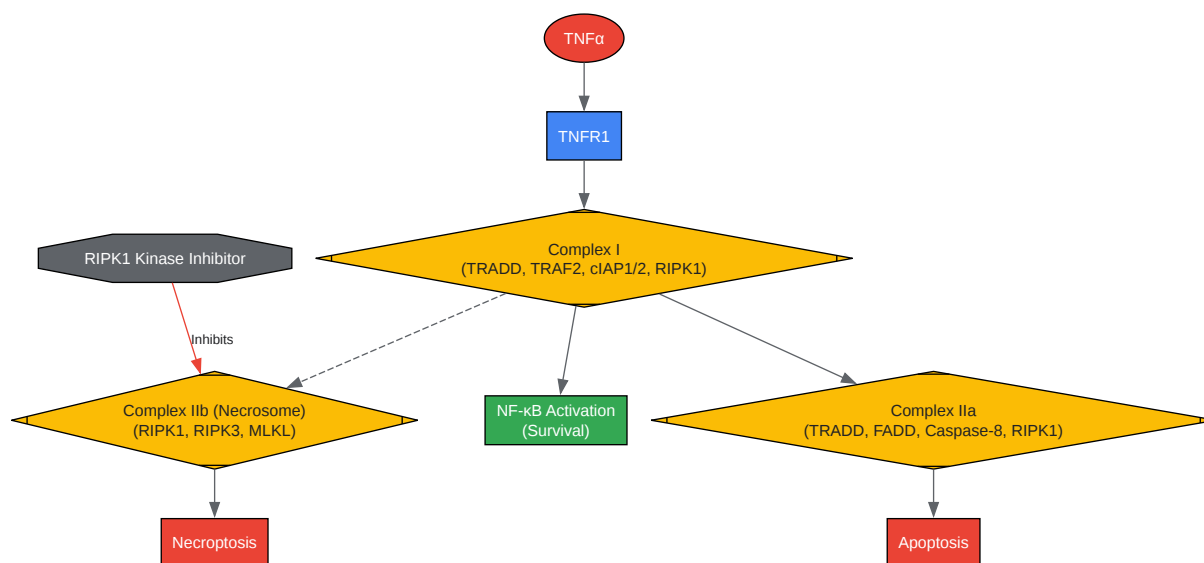 TNFα
TNFR1
Complex I
(TRADD, TRAF2, cIAP1/2, RIPK1)
RIPK1 Kinase Inhibitor
Inhibits
Complex IIb (Necrosome)
(RIPK1, RIPK3, MLKL)
NF-κB Activation
(Survival)
Complex IIa
(TRADD, FADD, Caspase-8, RIPK1)
Necroptosis
Apoptosis